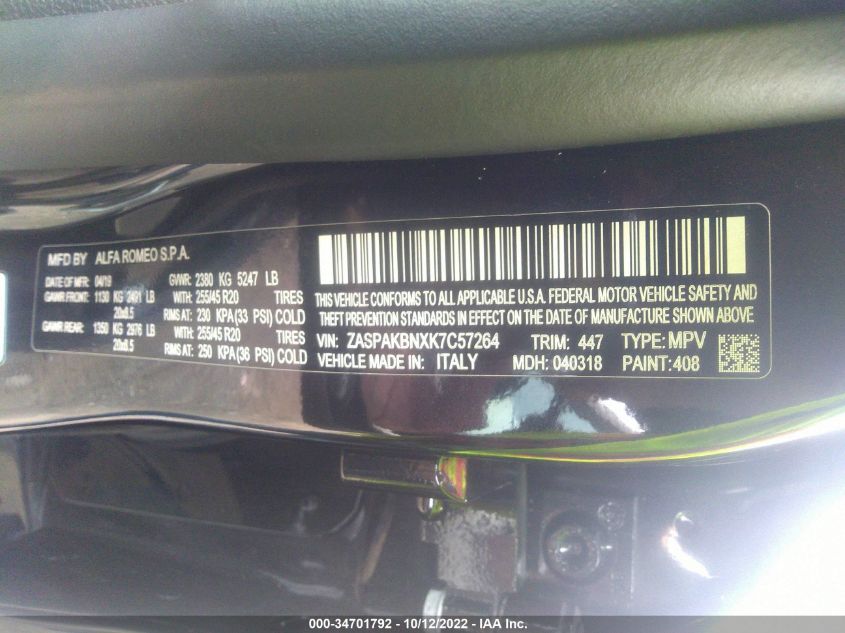 MFD BY ALFA ROMEO S.P.A.
DATE OF MFR: 04/19 GVWR: 2380 KG 5247 LB
GAWR FRONT: 1130 KG 2491 LB WITH: 255/45 R20 TIRES
20x8.5 RIMS AT: 230 KPA (33 PSI) COLD
GAWR REAR: 1350 KG 2976 LB WITH: 255/45 R20 TIRES
20x8.5 RIMS AT: 250 KPA (36 PSI) COLD
THIS VEHICLE CONFORMS TO ALL APPLICABLE U.S.A. FEDERAL MOTOR VEHICLE SAFETY AND
THEFT PREVENTION STANDARDS IN EFFECT ON THE DATE OF MANUFACTURE SHOWN ABOVE
VIN: ZASPAKBNXK7C57264 TRIM: 447 TYPE: MPV
VEHICLE MADE IN: ITALY MDH: 040318 PAINT: 408
000-34701792 - 10/12/2022 - IAA Inc.